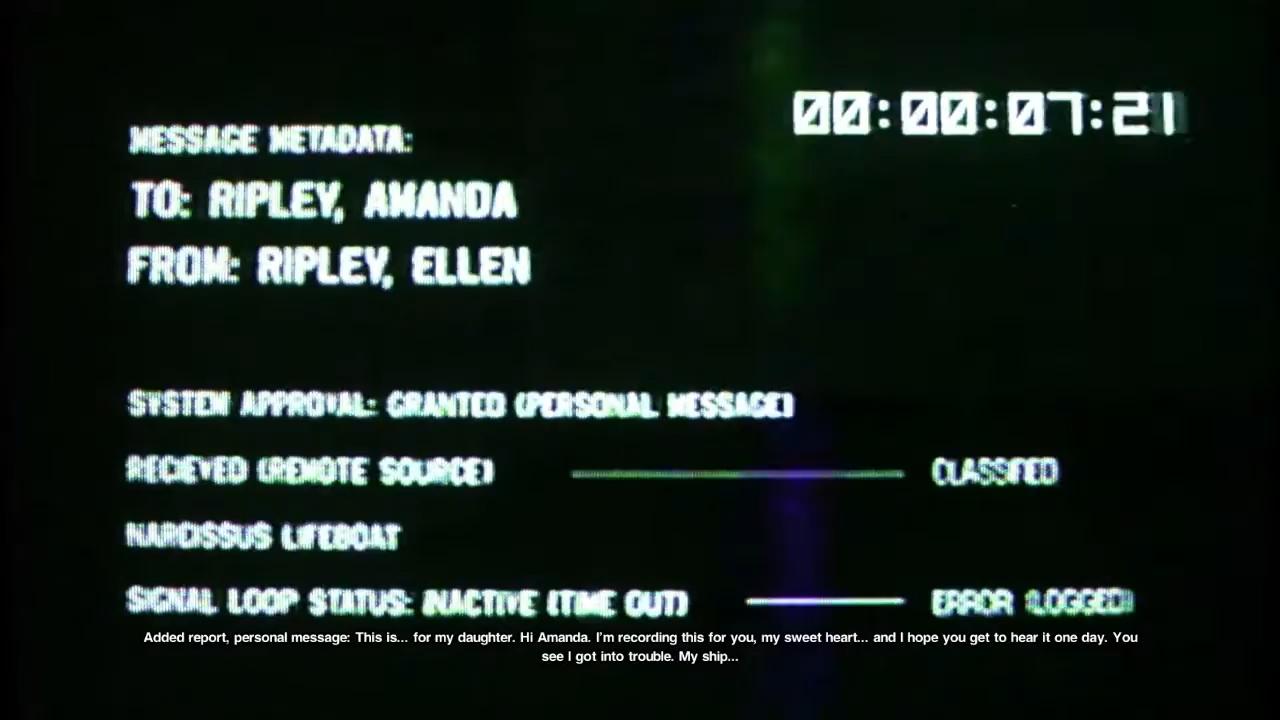 00:00:07:21
MESSAGE METADATA:
TO: RIPLEY, AMANDA
FROM: RIPLEY, ELLEN
SYSTEM APPROVAL: GRANTED (PERSONAL MESSAGE)
RECIEVED (REMOTE SOURCE) CLASSIFIED
NARCISSUS LIFEBOAT
SIGNAL LOOP STATUS: INACTIVE (TIME OUT) ERROR (LOGGED)
Added report, personal message: This is... for my daughter. Hi Amanda. I'm recording this for you, my sweet heart... and I hope you get to hear it one day. You
see I got into trouble. My ship...